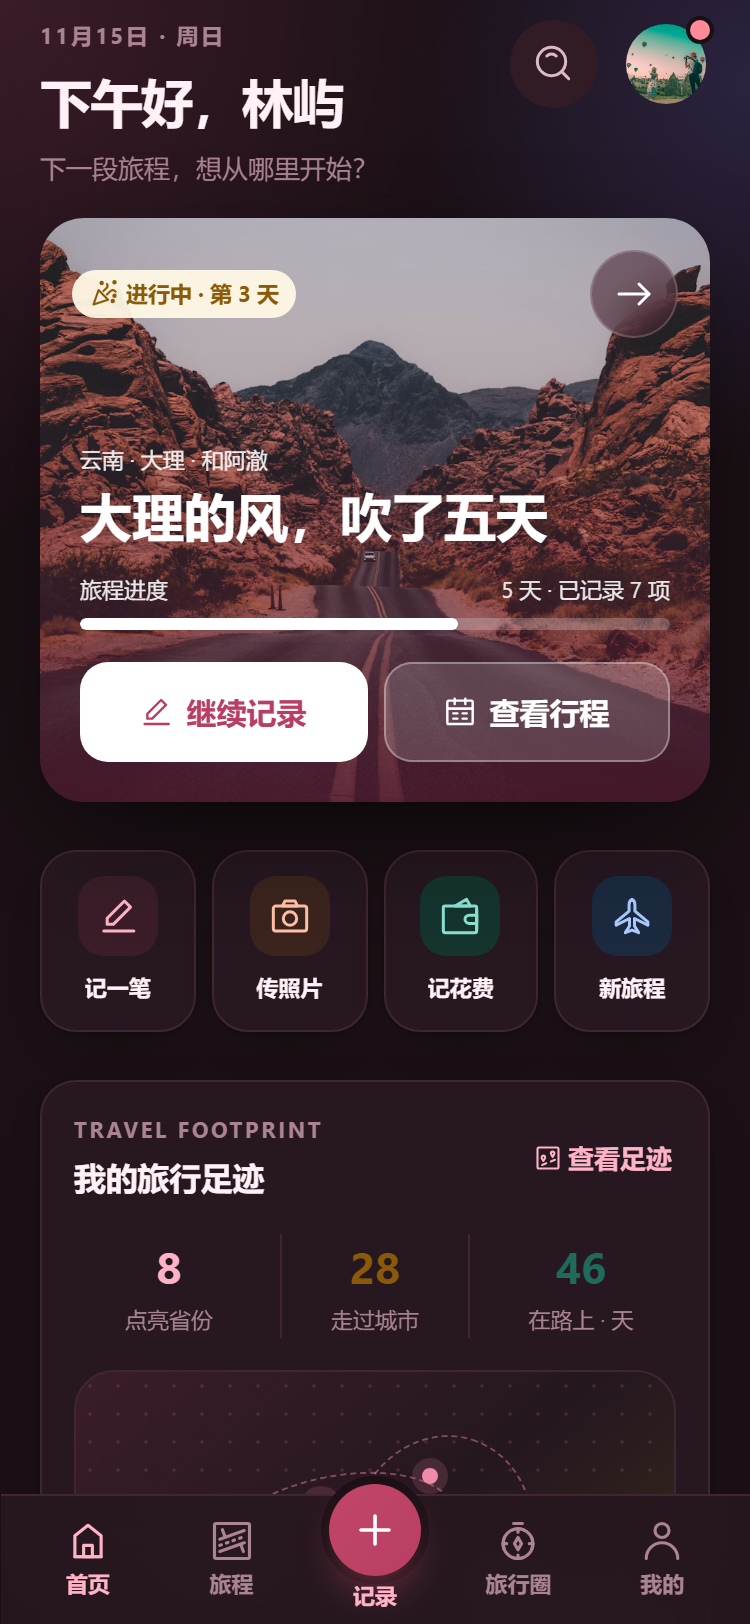 11月15日 · 周日
下午好，林屿
下一段旅程，想从哪里开始？
进行中 · 第 3 天
云南 · 大理 · 和阿澈
大理的风，吹了五天
旅程进度
5 天 · 已记录 7 项
继续记录
查看行程
记一笔
传照片
记花费
新旅程
TRAVEL FOOTPRINT
我的旅行足迹
查看足迹
8
28
46
点亮省份
走过城市
在路上 · 天
首页
旅程
记录
旅行圈
我的